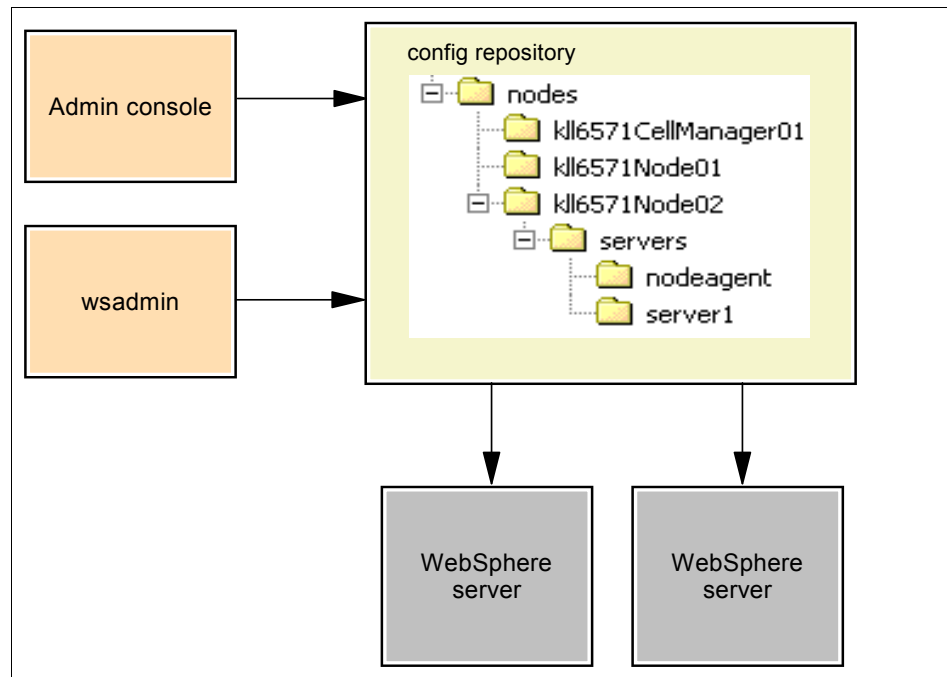 Admin console
wsadmin
config repository
nodes
kll6571CellManager01
kll6571Node01
kll6571Node02
servers
nodeagent
server1
WebSphere
server
WebSphere
server